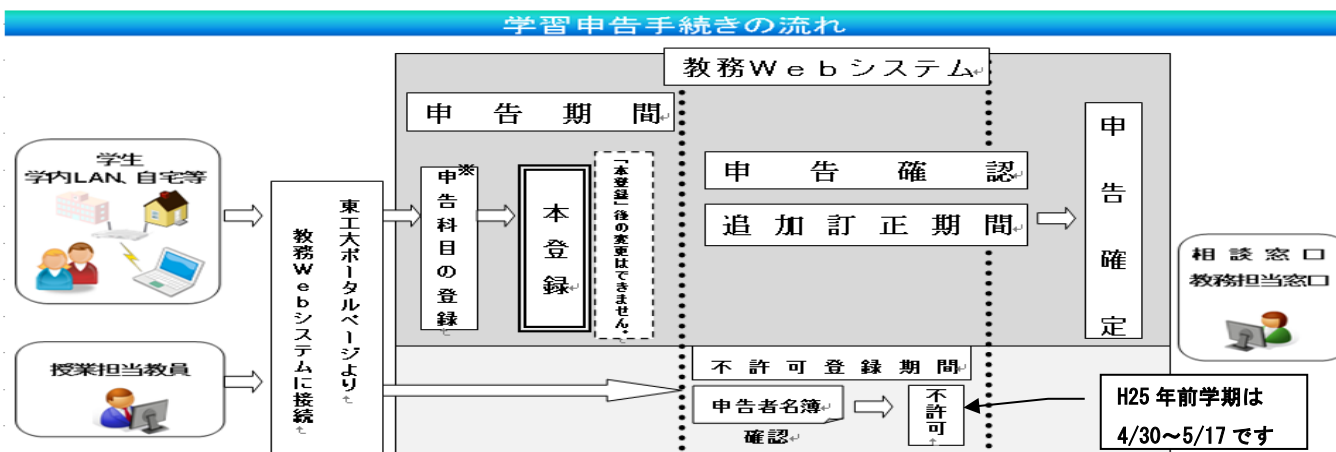 学習申告手続きの流れ
教務Ｗｅｂシステム
申告期間
学生
学内LAN、自宅等
東工大ポータルページより
教務Ｗｅｂシステムに接続
※
申告科目の登録
本登録
「本登録」後の変更はできません。
申告確認
追加訂正期間
申告確定
相談窓口
教務担当窓口
授業担当教員
不許可登録期間
申告者名簿
確認
不許可
H25 年前学期は
4/30～5/17 です